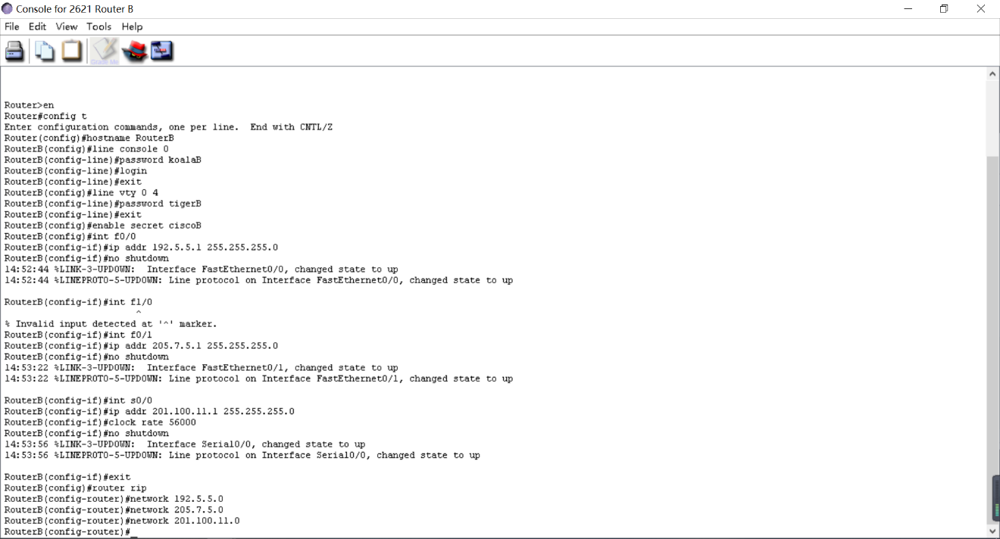 Console for 2621 Router B
File Edit View Tools Help
Grade Me
Router>en
Router#config t
Enter configuration commands, one per line.  End with CNTL/Z
Router(config)#hostname RouterB
RouterB(config)#line console 0
RouterB(config-line)#password koalaB
RouterB(config-line)#login
RouterB(config-line)#exit
RouterB(config)#line vty 0 4
RouterB(config-line)#password tigerB
RouterB(config-line)#exit
RouterB(config)#enable secret ciscoB
RouterB(config)#int f0/0
RouterB(config-if)#ip addr 192.5.5.1 255.255.255.0
RouterB(config-if)#no shutdown
14:52:44 %LINK-3-UPDOWN:  Interface FastEthernet0/0, changed state to up
14:52:44 %LINEPROTO-5-UPDOWN: Line protocol on Interface FastEthernet0/0, changed state to up
RouterB(config-if)#int f1/0
^
% Invalid input detected at '^' marker.
RouterB(config-if)#int f0/1
RouterB(config-if)#ip addr 205.7.5.1 255.255.255.0
RouterB(config-if)#no shutdown
14:53:22 %LINK-3-UPDOWN:  Interface FastEthernet0/1, changed state to up
14:53:22 %LINEPROTO-5-UPDOWN: Line protocol on Interface FastEthernet0/1, changed state to up
RouterB(config-if)#int s0/0
RouterB(config-if)#ip addr 201.100.11.1 255.255.255.0
RouterB(config-if)#clock rate 56000
RouterB(config-if)#no shutdown
14:53:56 %LINK-3-UPDOWN:  Interface Serial0/0, changed state to up
14:53:56 %LINEPROTO-5-UPDOWN: Line protocol on Interface Serial0/0, changed state to up
RouterB(config-if)#exit
RouterB(config)#router rip
RouterB(config-router)#network 192.5.5.0
RouterB(config-router)#network 205.7.5.0
RouterB(config-router)#network 201.100.11.0
RouterB(config-router)#_